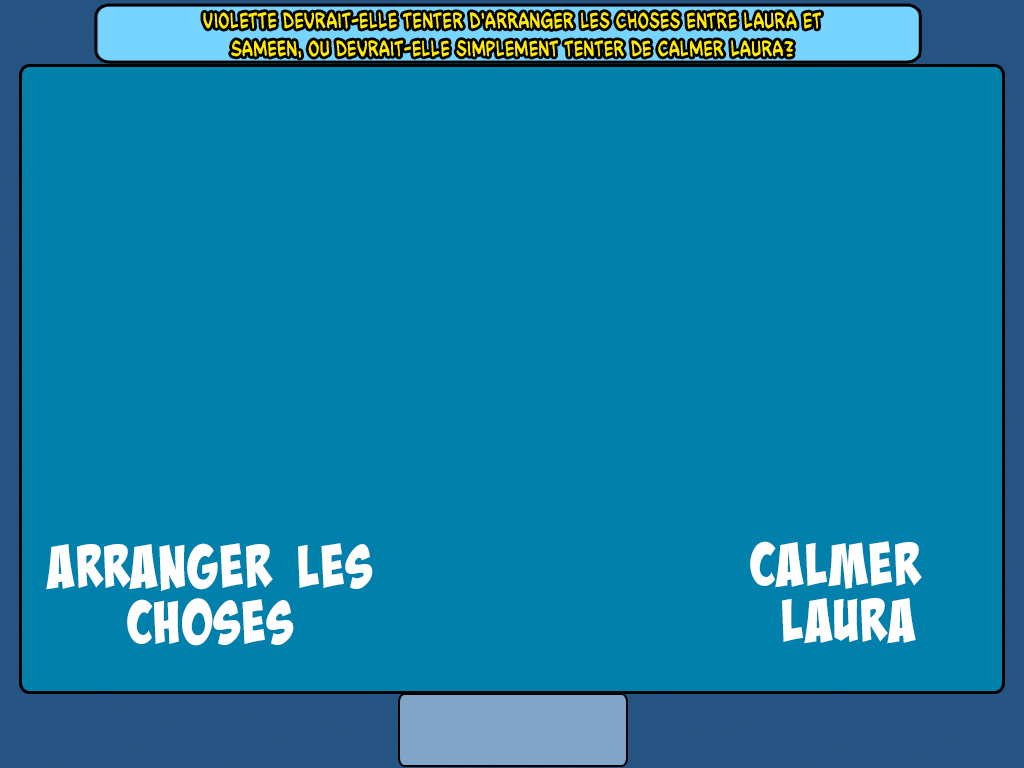 VIOLETTE DEVRAIT-ELLE TENTER D'ARRANGER LES CHOSES ENTRE LAURA ET
SAMEEN, OU DEVRAIT-ELLE SIMPLEMENT TENTER DE CALMER LAURA?
ARRANGER LES
CHOSES
CALMER
LAURA